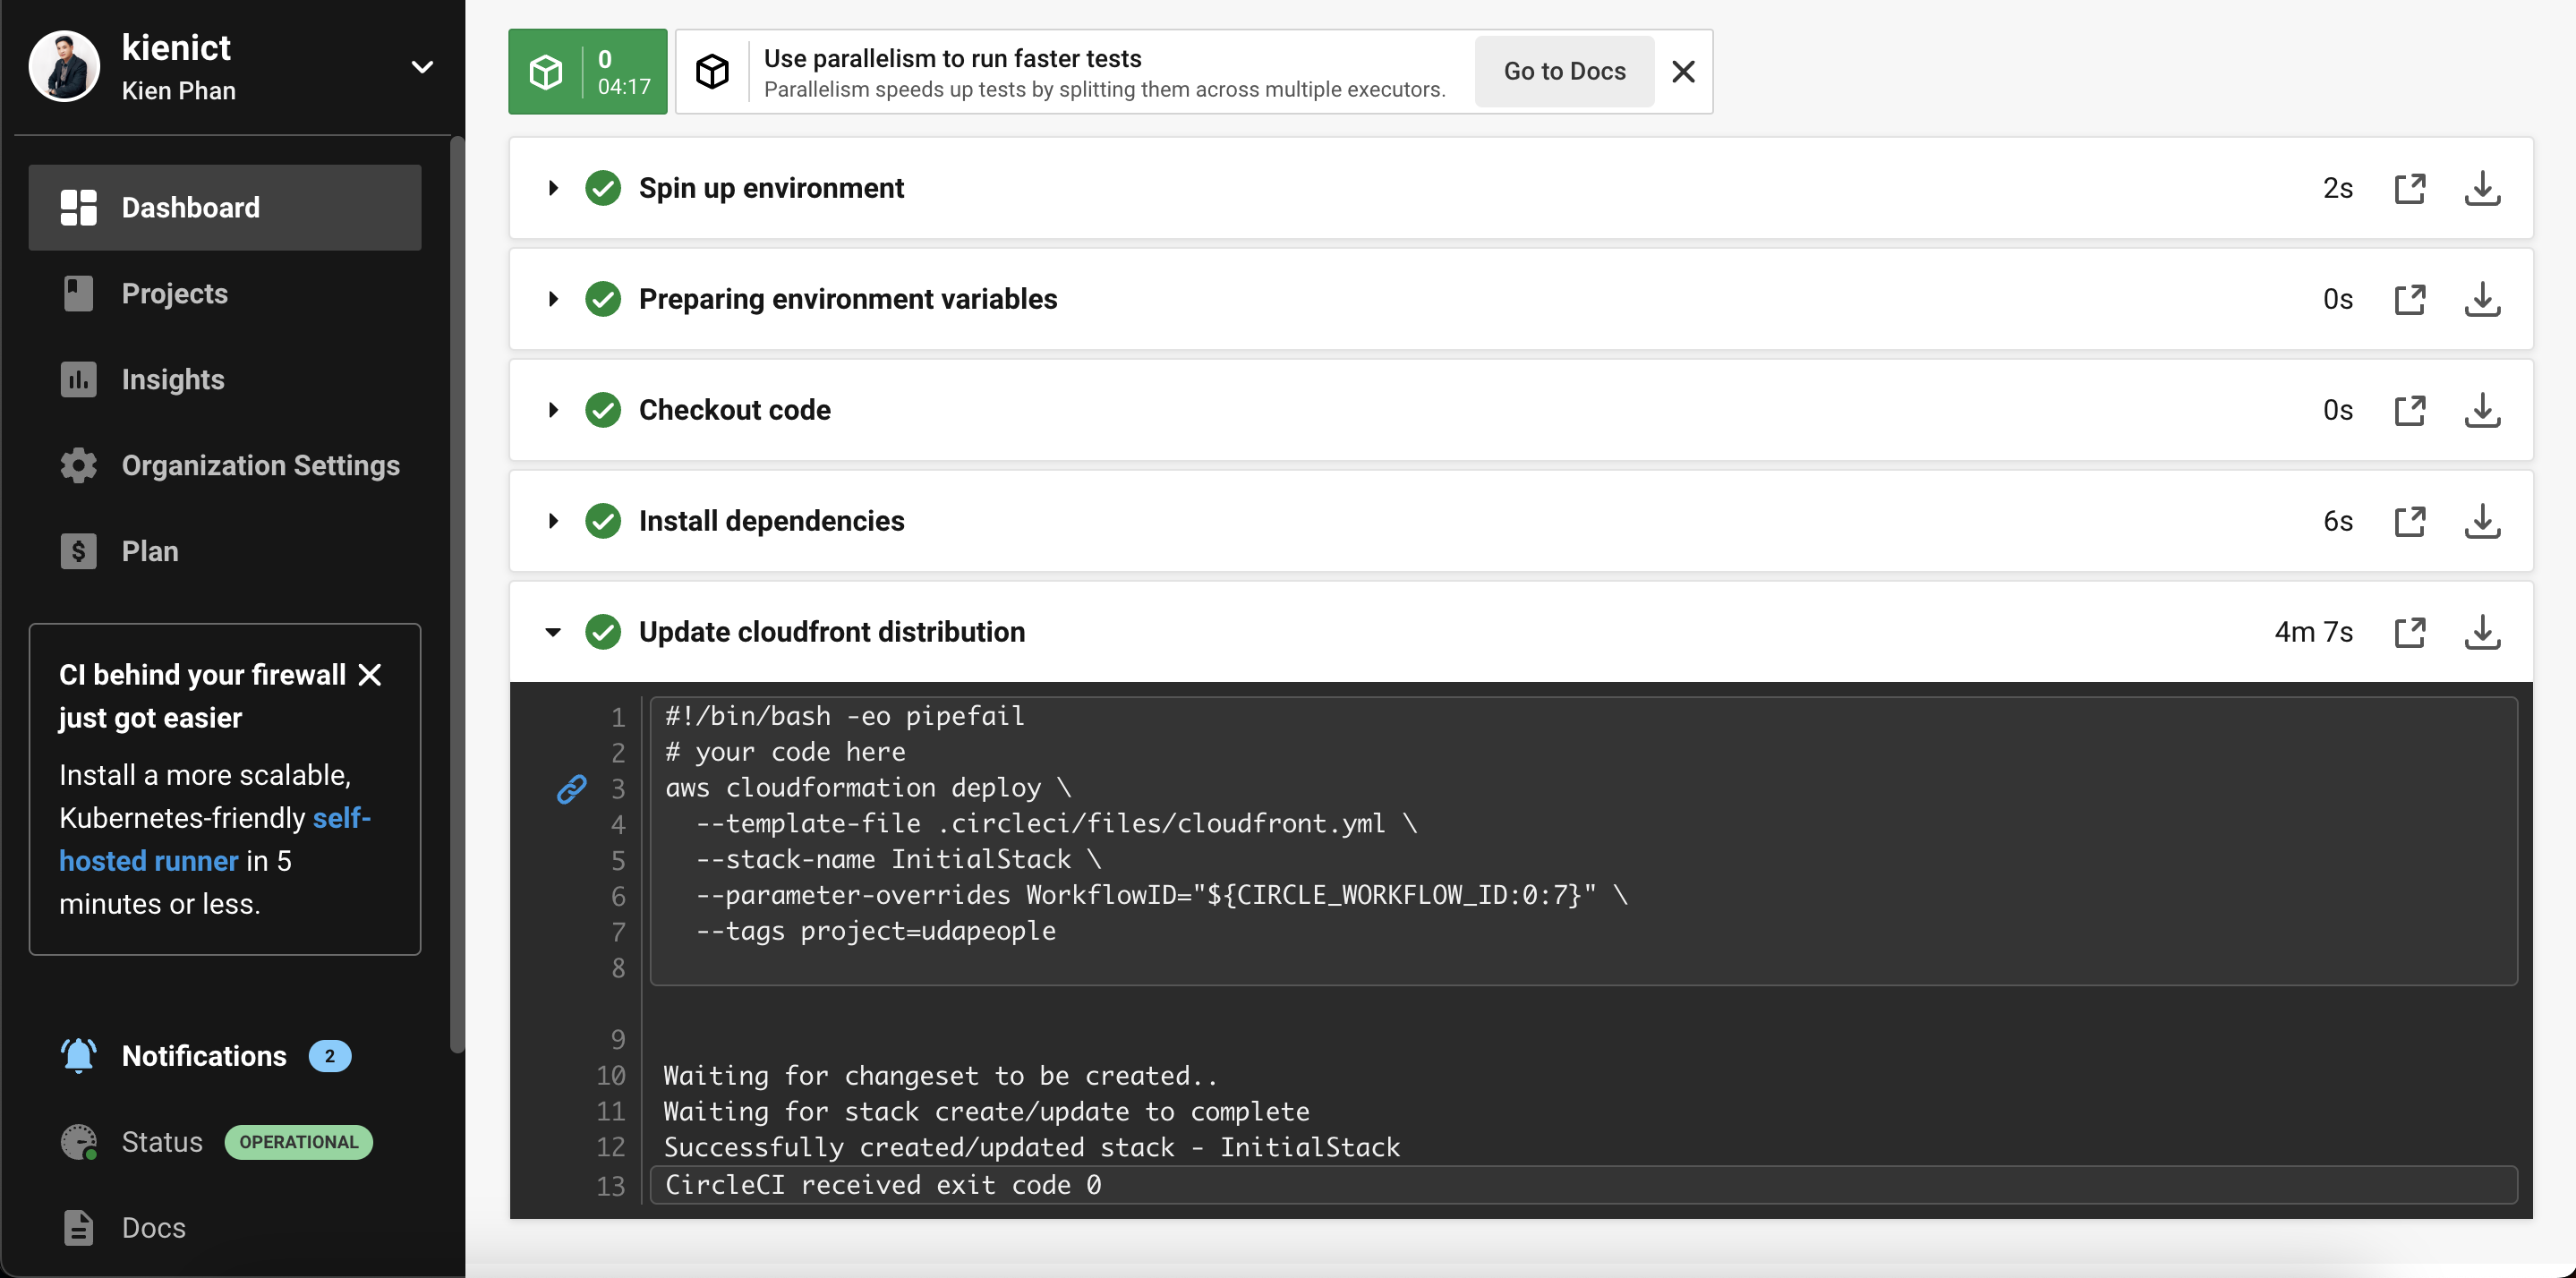 kienict
Kien Phan
Dashboard
Projects
Insights
Organization Settings
Plan
CI behind your firewall
just got easier
Install a more scalable,
Kubernetes-friendly self-
hosted runner in 5
minutes or less.
Notifications 2
Status OPERATIONAL
Docs
0
04:17
Use parallelism to run faster tests
Parallelism speeds up tests by splitting them across multiple executors.
Go to Docs
Spin up environment 2s
Preparing environment variables 0s
Checkout code 0s
Install dependencies 6s
Update cloudfront distribution 4m 7s
1 #!/bin/bash -eo pipefail
2 # your code here
3 aws cloudformation deploy \
4 --template-file .circleci/files/cloudfront.yml \
5 --stack-name InitialStack \
6 --parameter-overrides WorkflowID="${CIRCLE_WORKFLOW_ID:0:7}" \
7 --tags project=udapeople
8
9
10 Waiting for changeset to be created..
11 Waiting for stack create/update to complete
12 Successfully created/updated stack - InitialStack
13 CircleCI received exit code 0